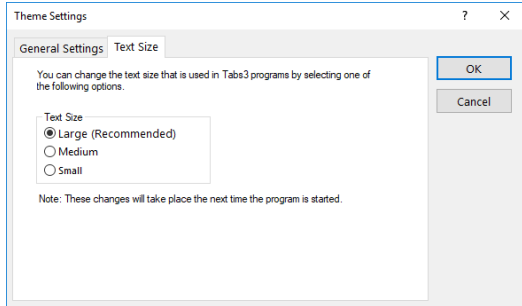 Theme Settings ? ×
General Settings Text Size
You can change the text size that is used in Tabs3 programs by selecting one of
the following options.
OK
Cancel
Text Size
Large (Recommended)
Medium
Small
Note: These changes will take place the next time the program is started.